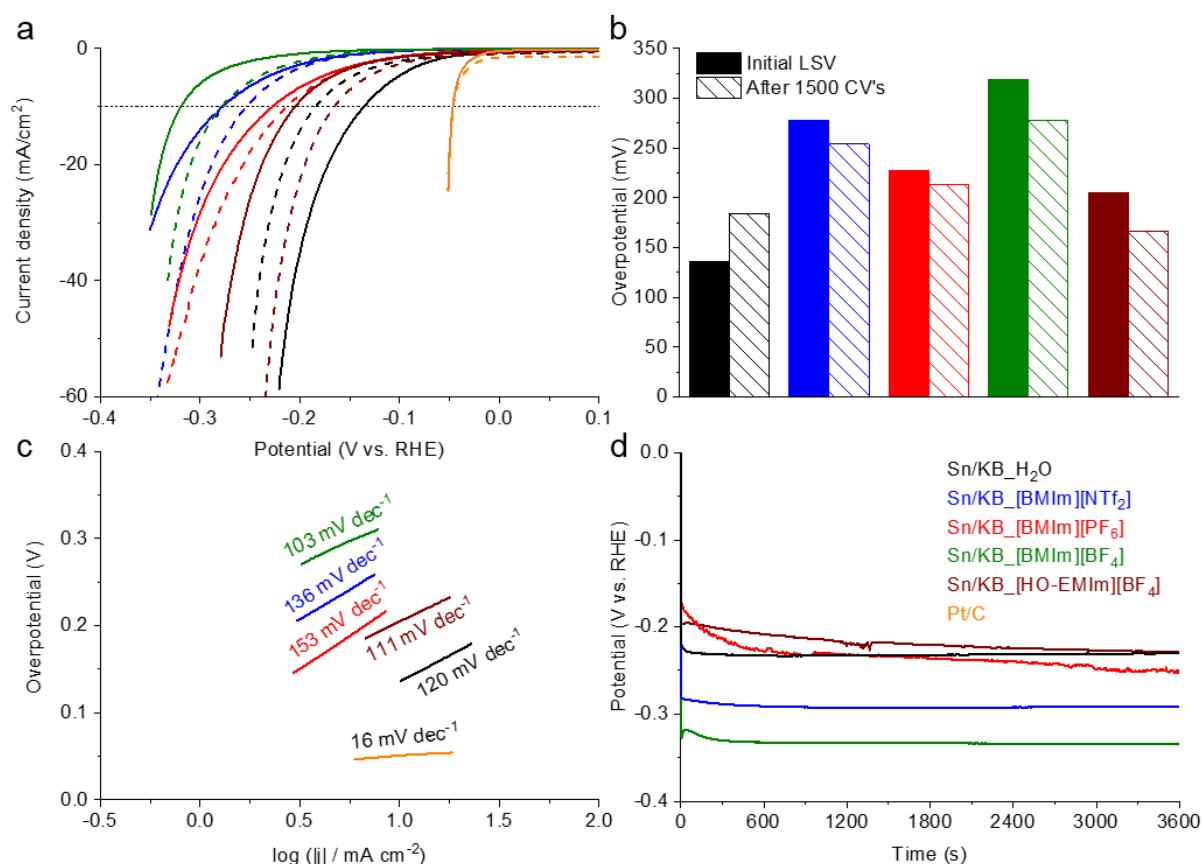 a
0
-20
-40
-60
Current density (mA/cm²)
-0.4 -0.3 -0.2 -0.1 0.0 0.1
Potential (V vs. RHE)
b
350
300
250
200
150
100
50
0
Overpotential (mV)
Initial LSV
After 1500 CV's
c
0.4
0.3
0.2
0.1
0.0
Overpotential (V)
103 mV dec⁻¹
136 mV dec⁻¹
153 mV dec⁻¹
111 mV dec⁻¹
120 mV dec⁻¹
16 mV dec⁻¹
-0.5 0.0 0.5 1.0 1.5 2.0
log (|j| / mA cm⁻²)
d
0.0
-0.1
-0.2
-0.3
-0.4
Potential (V vs. RHE)
Sn/KB_H₂O
Sn/KB_[BMIm][NTf₂]
Sn/KB_[BMIm][PF₆]
Sn/KB_[BMIm][BF₄]
Sn/KB_[HO-EMIm][BF₄]
Pt/C
0 600 1200 1800 2400 3000 3600
Time (s)